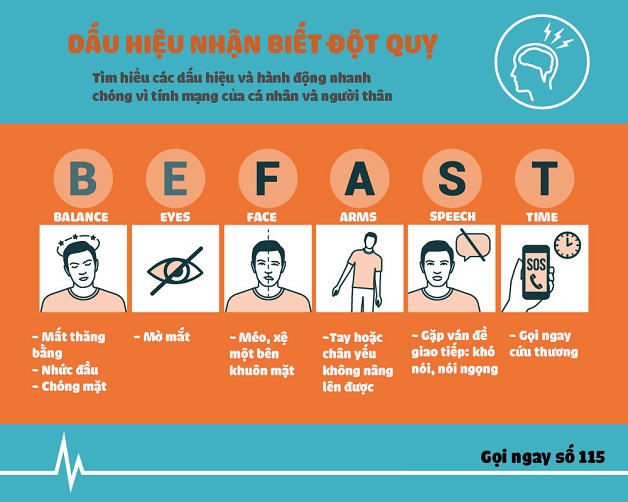 DẤU HIỆU NHẬN BIẾT ĐỘT QUỴ
Tìm hiểu các dấu hiệu và hành động nhanh
chóng vì tính mạng của cá nhân và người thân
B E F A S T
BALANCE EYES FACE ARMS SPEECH TIME
SOS
- Mất thăng
bằng
- Nhức đầu
- Chóng mặt
- Mờ mắt
- Méo, xệ
một bên
khuôn mặt
-Tay hoặc
chân yếu
không nâng
lên được
- Gặp vấn đề
giao tiếp: khó
nói, nói ngọng
- Gọi ngay
cứu thương
Gọi ngay số 115